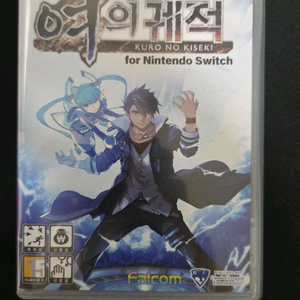 여의 궤적
KURO NO KISEKI
for Nintendo Switch
Falcom